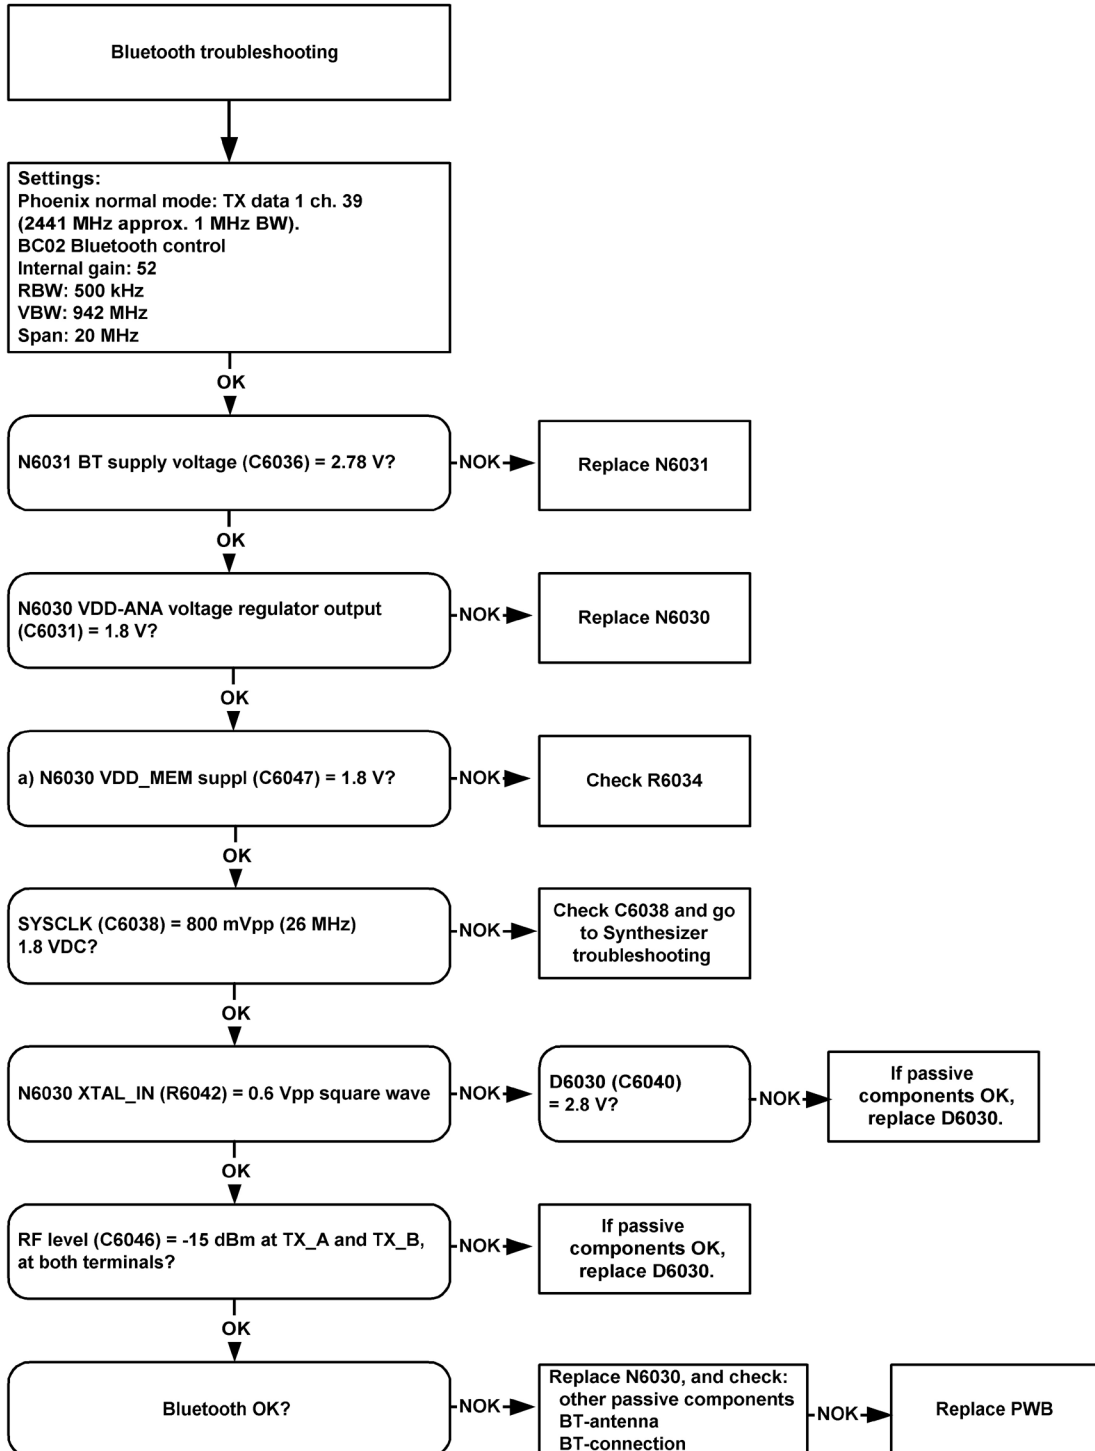 Bluetooth troubleshooting
Settings:
Phoenix normal mode: TX data 1 ch. 39
(2441 MHz approx. 1 MHz BW).
BC02 Bluetooth control
Internal gain: 52
RBW: 500 kHz
VBW: 942 MHz
Span: 20 MHz
OK
N6031 BT supply voltage (C6036) = 2.78 V?
NOK
Replace N6031
OK
N6030 VDD-ANA voltage regulator output
(C6031) = 1.8 V?
NOK
Replace N6030
OK
a) N6030 VDD_MEM suppl (C6047) = 1.8 V?
NOK
Check R6034
OK
SYSCLK (C6038) = 800 mVpp (26 MHz)
1.8 VDC?
NOK
Check C6038 and go
to Synthesizer
troubleshooting
OK
N6030 XTAL_IN (R6042) = 0.6 Vpp square wave
NOK
D6030 (C6040)
= 2.8 V?
NOK
If passive
components OK,
replace D6030.
OK
RF level (C6046) = -15 dBm at TX_A and TX_B,
at both terminals?
NOK
If passive
components OK,
replace D6030.
OK
Bluetooth OK?
NOK
Replace N6030, and check:
other passive components
BT-antenna
BT-connection
NOK
Replace PWB